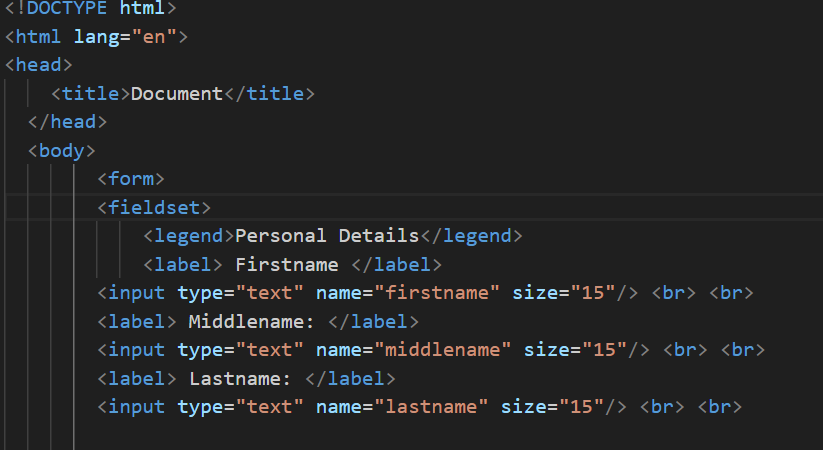 <!DOCTYPE html>
<html lang="en">
<head>
<title>Document</title>
</head>
<body>
<form>
<fieldset>
<legend>Personal Details</legend>
<label> Firstname </label>
<input type="text" name="firstname" size="15"/> <br> <br>
<label> Middlename: </label>
<input type="text" name="middlename" size="15"/> <br> <br>
<label> Lastname: </label>
<input type="text" name="lastname" size="15"/> <br> <br>